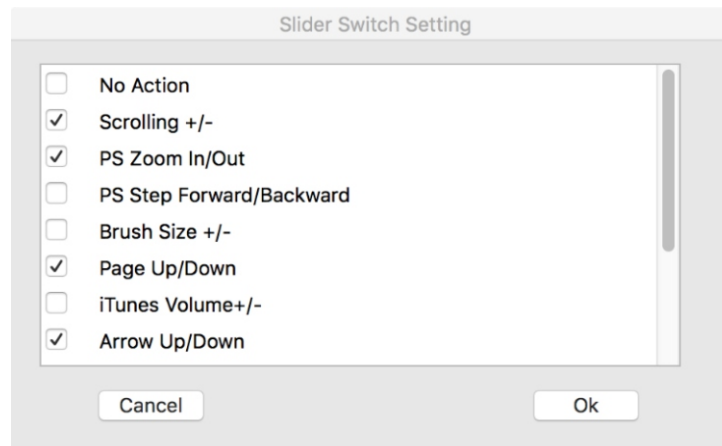 Slider Switch Setting
No Action
Scrolling +/-
PS Zoom In/Out
PS Step Forward/Backward
Brush Size +/-
Page Up/Down
iTunes Volume+/-
Arrow Up/Down
Cancel Ok